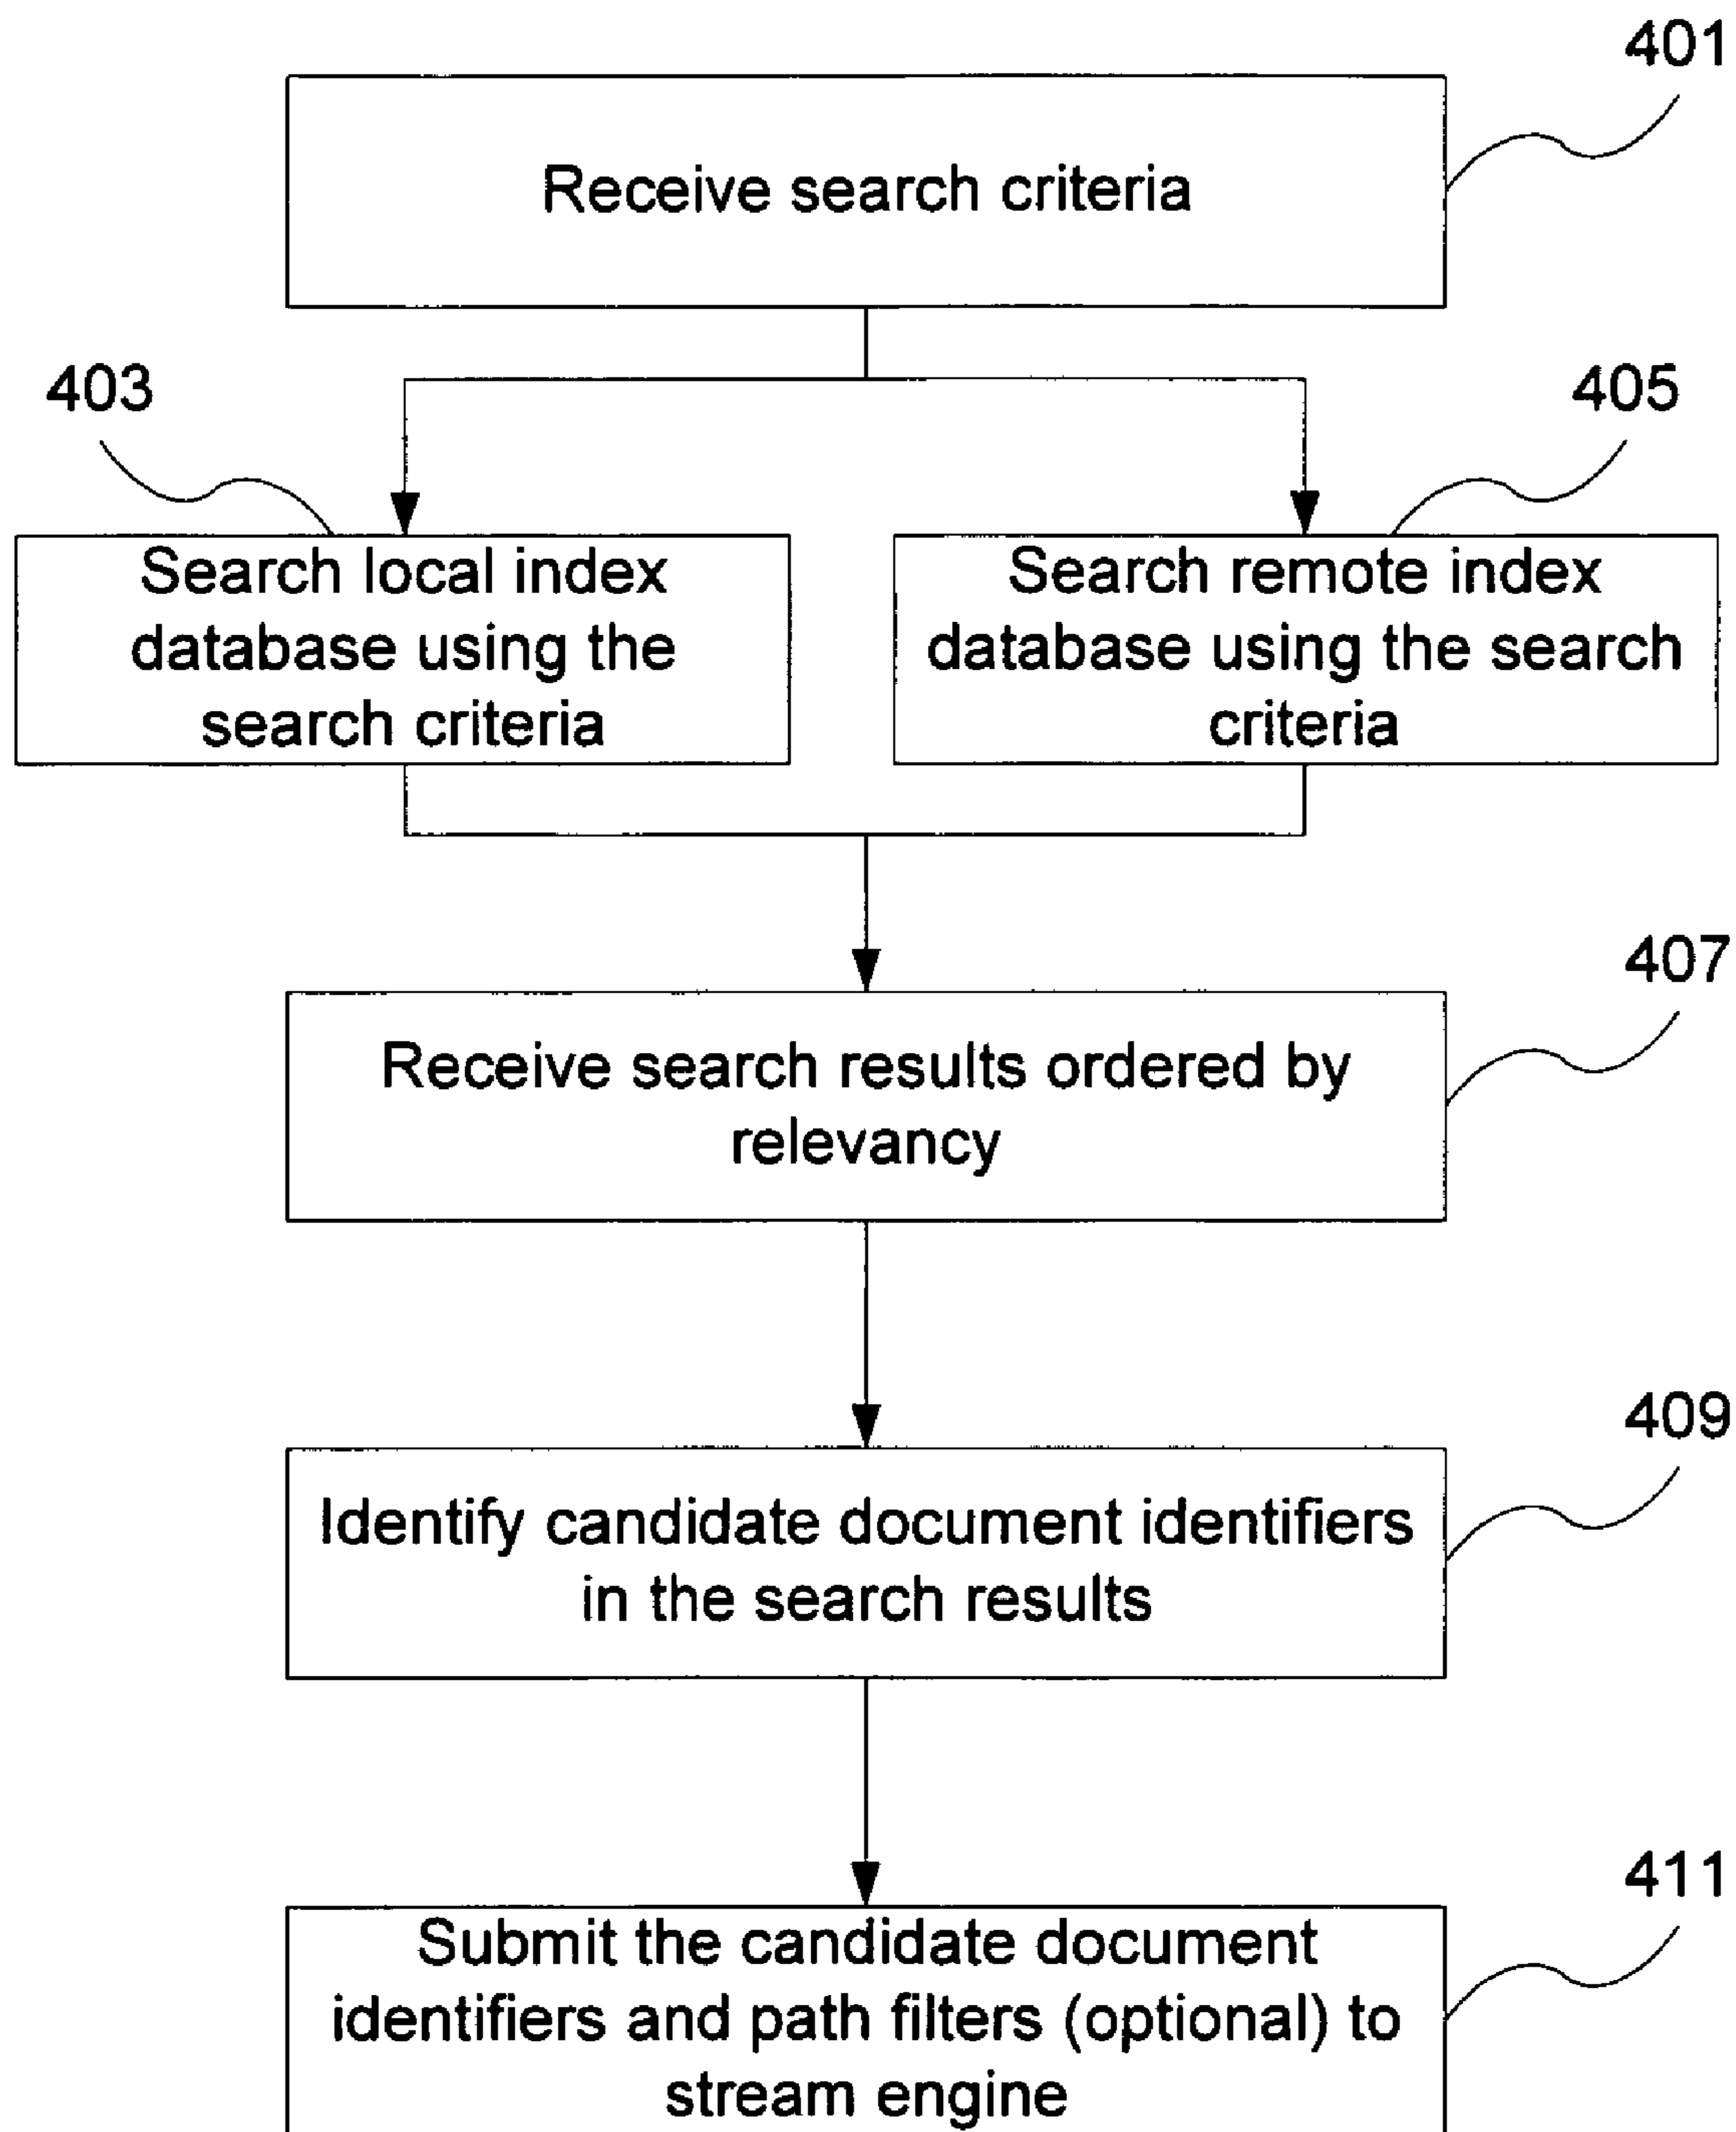 401
Receive search criteria
403
405
Search local index
database using the
search criteria
Search remote index
database using the search
criteria
407
Receive search results ordered by
relevancy
409
Identify candidate document identifiers
in the search results
411
Submit the candidate document
identifiers and path filters (optional) to
stream engine